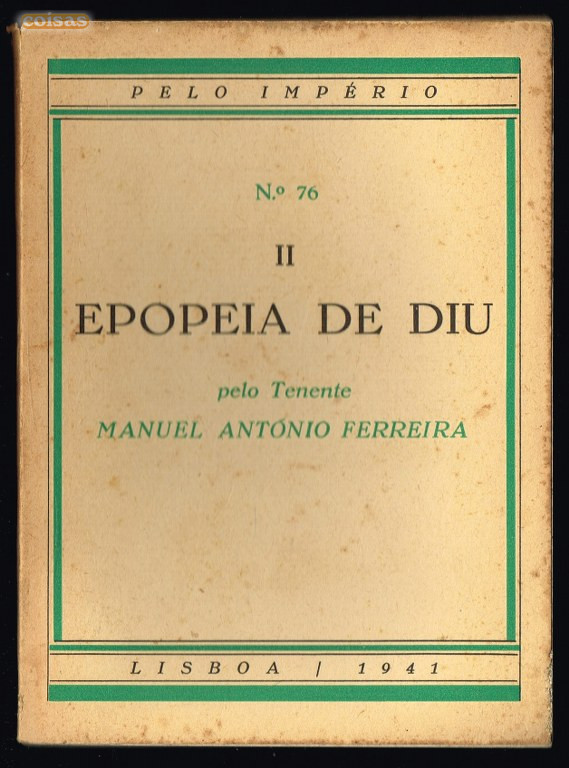 coisas
PELO IMPÉRIO
N.º 76
II
EPOPEIA DE DIU
pelo Tenente
MANUEL ANTÓNIO FERREIRA
LISBOA / 1941